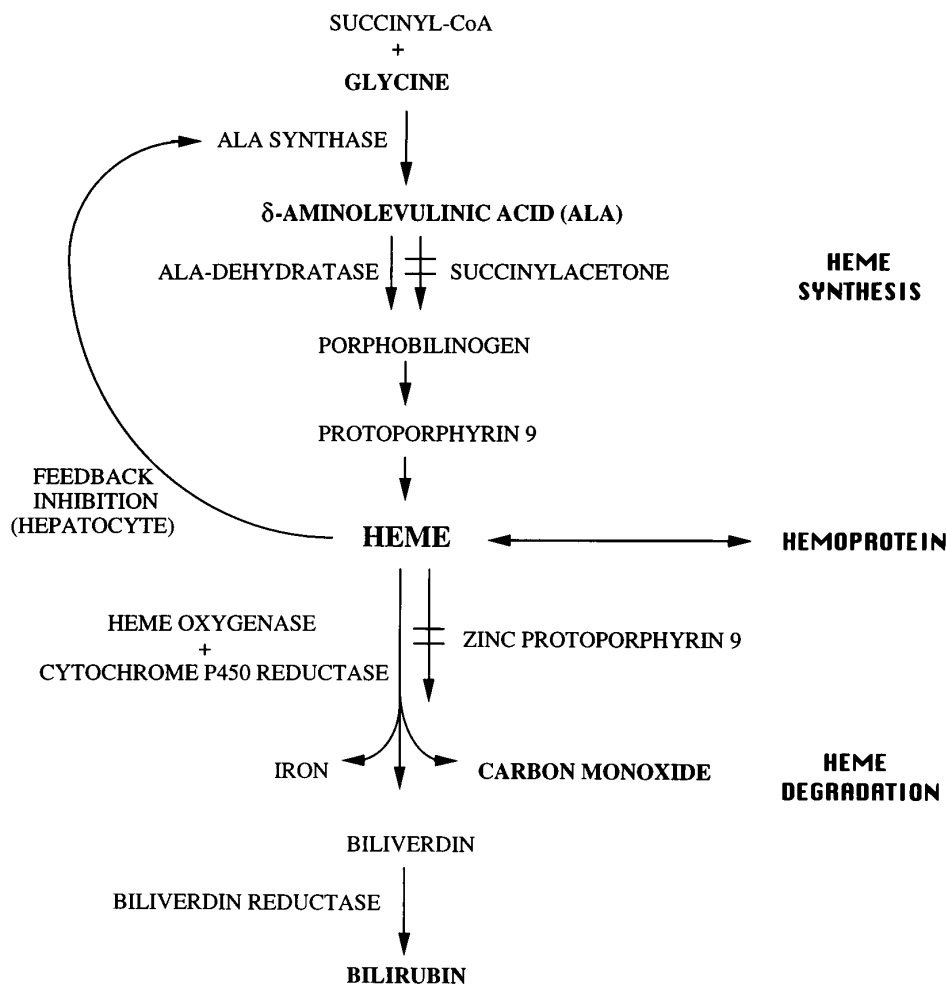 SUCCINYL-CoA
+
GLYCINE
ALA SYNTHASE
δ-AMINOLEVULINIC ACID (ALA)
ALA-DEHYDRATASE
SUCCINYLACETONE
HEME
SYNTHESIS
PORPHOBILINOGEN
PROTOPORPHYRIN 9
FEEDBACK
INHIBITION
(HEPATOCYTE)
HEME
HEMOPROTEIN
HEME OXYGENASE
+
CYTOCHROME P450 REDUCTASE
ZINC PROTOPORPHYRIN 9
IRON
CARBON MONOXIDE
HEME
DEGRADATION
BILIVERDIN
BILIVERDIN REDUCTASE
BILIRUBIN